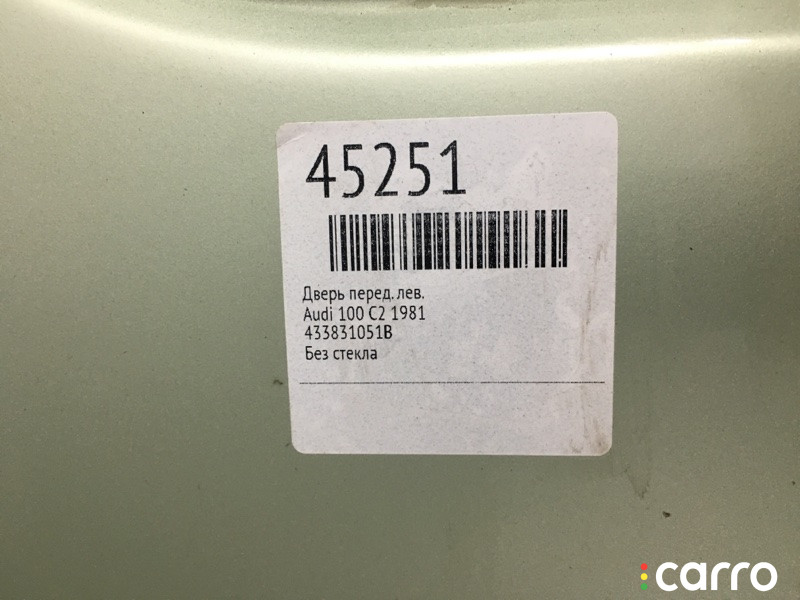 45251
Дверь перед. лев.
Audi 100 C2 1981
433831051B
Без стекла
carro